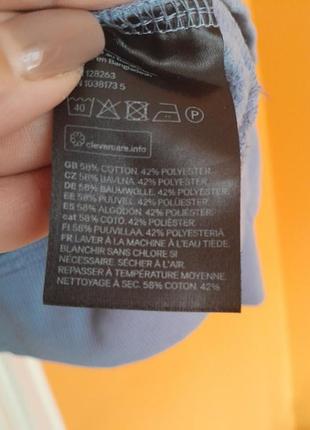 en Bangladesh
128263
1038173.5
40
P
clevercare.info
GB 58% COTTON. 42% POLYESTER.
CZ 58% BAVLNA. 42% POLYESTER.
DE 58% BAUMWOLLE. 42% POLYESTER.
EE 58% PUUVILL. 42% POLÜESTER.
ES 58% ALGODÓN. 42% POLIÉSTER.
cat 58% COTÓ. 42% POLIÈSTER.
FI 58% PUUVILLAA. 42% POLYESTERIÄ
FR LAVER À LA MACHINE À L'EAU TIÈDE.
BLANCHIR SANS CHLORE SI
NÉCESSAIRE. SÉCHER À L'AIR.
REPASSER À TEMPÉRATURE MOYENNE.
NETTOYAGE À SEC. 58% COTON. 42%